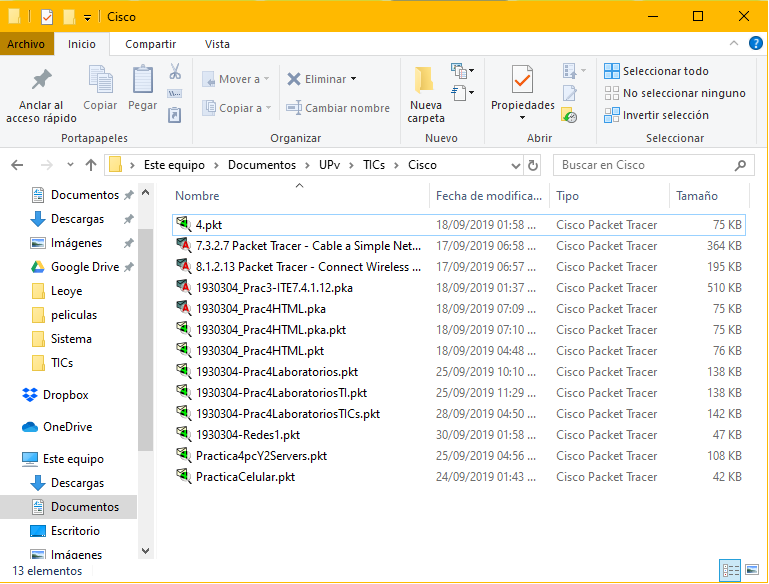 Cisco
Archivo Inicio Compartir Vista
Anclar al acceso rápido
Copiar
Pegar
Portapapeles
Mover a
Copiar a
Eliminar
Cambiar nombre
Organizar
Nueva carpeta
Nuevo
Propiedades
Abrir
Seleccionar todo
No seleccionar ninguno
Invertir selección
Seleccionar
Este equipo > Documentos > UPv > TICs > Cisco
Buscar en Cisco
Documentos
Descargas
Imágenes
Google Drive
Leoye
peliculas
Sistema
TICs
Dropbox
OneDrive
Este equipo
Descargas
Documentos
Escritorio
Imágenes
Nombre Fecha de modifica... Tipo Tamaño
4.pkt 18/09/2019 01:58 ... Cisco Packet Tracer 75 KB
7.3.2.7 Packet Tracer - Cable a Simple Net... 17/09/2019 06:58 ... Cisco Packet Tracer 364 KB
8.1.2.13 Packet Tracer - Connect Wireless ... 17/09/2019 06:57 ... Cisco Packet Tracer 195 KB
1930304_Prac3-ITE7.4.1.12.pka 18/09/2019 01:37 ... Cisco Packet Tracer 510 KB
1930304_Prac4HTML.pka 18/09/2019 07:09 ... Cisco Packet Tracer 75 KB
1930304_Prac4HTML.pka.pkt 18/09/2019 07:10 ... Cisco Packet Tracer 75 KB
1930304_Prac4HTML.pkt 18/09/2019 04:48 ... Cisco Packet Tracer 76 KB
1930304-Prac4Laboratorios.pkt 25/09/2019 10:10 ... Cisco Packet Tracer 138 KB
1930304-Prac4LaboratoriosTI.pkt 25/09/2019 11:29 ... Cisco Packet Tracer 138 KB
1930304-Prac4LaboratoriosTICs.pkt 28/09/2019 04:50 ... Cisco Packet Tracer 142 KB
1930304-Redes1.pkt 30/09/2019 01:58 ... Cisco Packet Tracer 47 KB
Practica4pcY2Servers.pkt 25/09/2019 04:56 ... Cisco Packet Tracer 108 KB
PracticaCelular.pkt 24/09/2019 01:43 ... Cisco Packet Tracer 42 KB
13 elementos